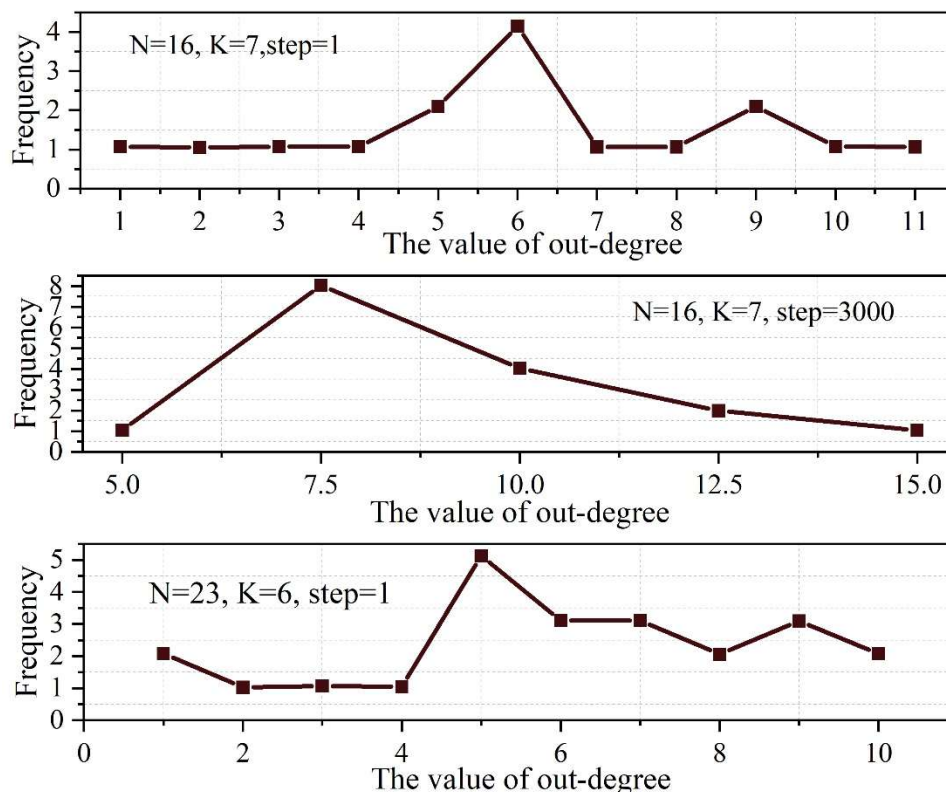 N=16, K=7,step=1
Frequency
4
3
2
1
0
1 2 3 4 5 6 7 8 9 10 11
The value of out-degree
N=16, K=7, step=3000
Frequency
8
7
6
5
4
3
2
1
0
5.0 7.5 10.0 12.5 15.0
The value of out-degree
N=23, K=6, step=1
Frequency
5
4
3
2
1
0
0 2 4 6 8 10
The value of out-degree